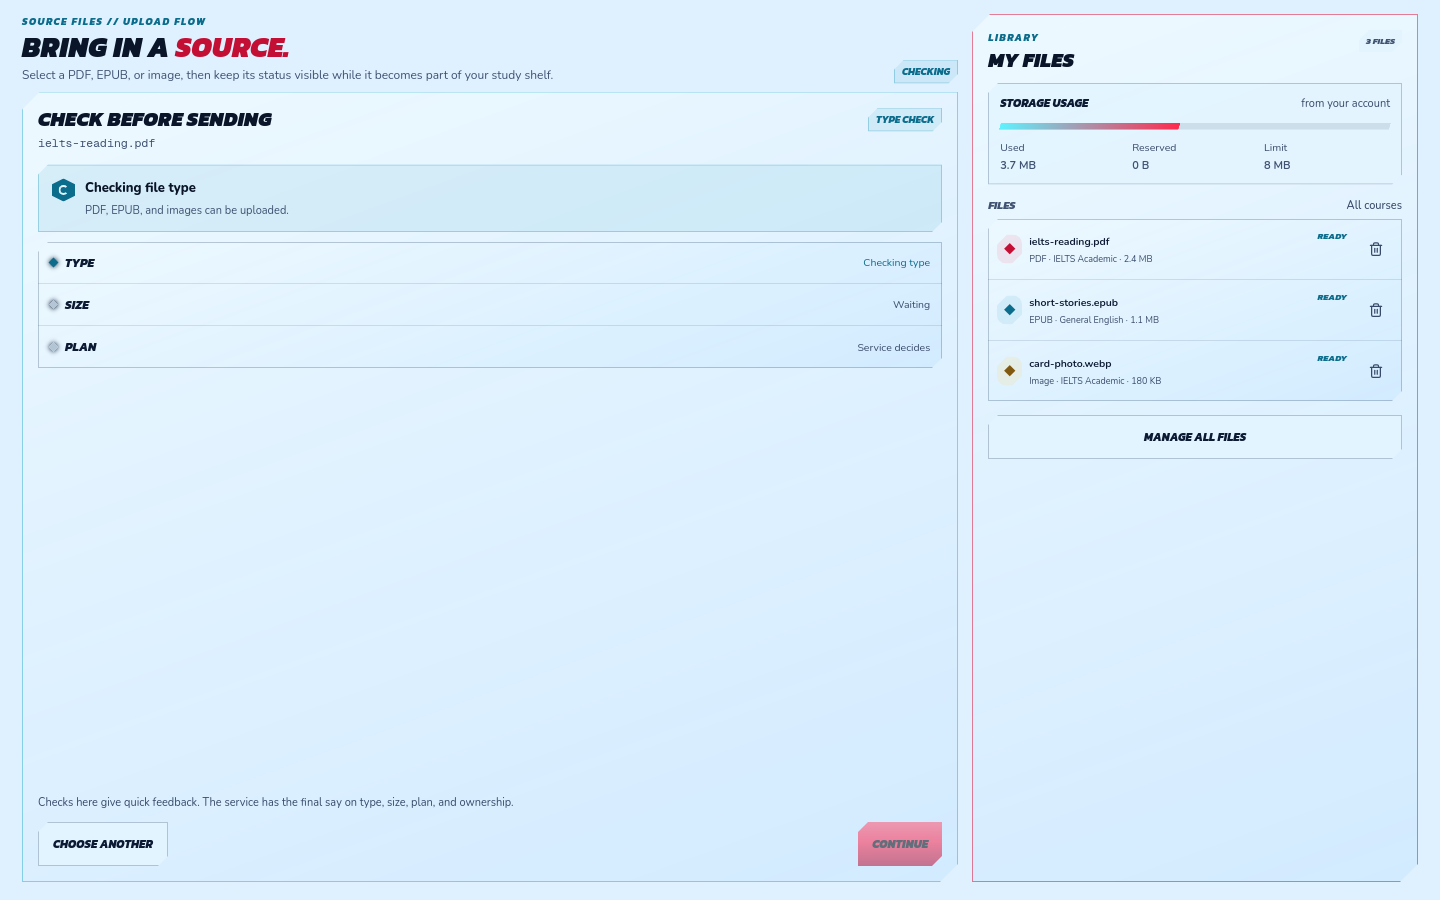 SOURCE FILES // UPLOAD FLOW
BRING IN A SOURCE.
Select a PDF, EPUB, or image, then keep its status visible while it becomes part of your study shelf.
CHECKING
CHECK BEFORE SENDING
ielts-reading.pdf
TYPE CHECK
C
Checking file type
PDF, EPUB, and images can be uploaded.
TYPE
Checking type
SIZE
Waiting
PLAN
Service decides
Checks here give quick feedback. The service has the final say on type, size, plan, and ownership.
CHOOSE ANOTHER
CONTINUE
LIBRARY
MY FILES
3 FILES
STORAGE USAGE
from your account
Used
Reserved
Limit
3.7 MB
0 B
8 MB
FILES
All courses
ielts-reading.pdf
PDF · IELTS Academic · 2.4 MB
READY
short-stories.epub
EPUB · General English · 1.1 MB
READY
card-photo.webp
Image · IELTS Academic · 180 KB
READY
MANAGE ALL FILES